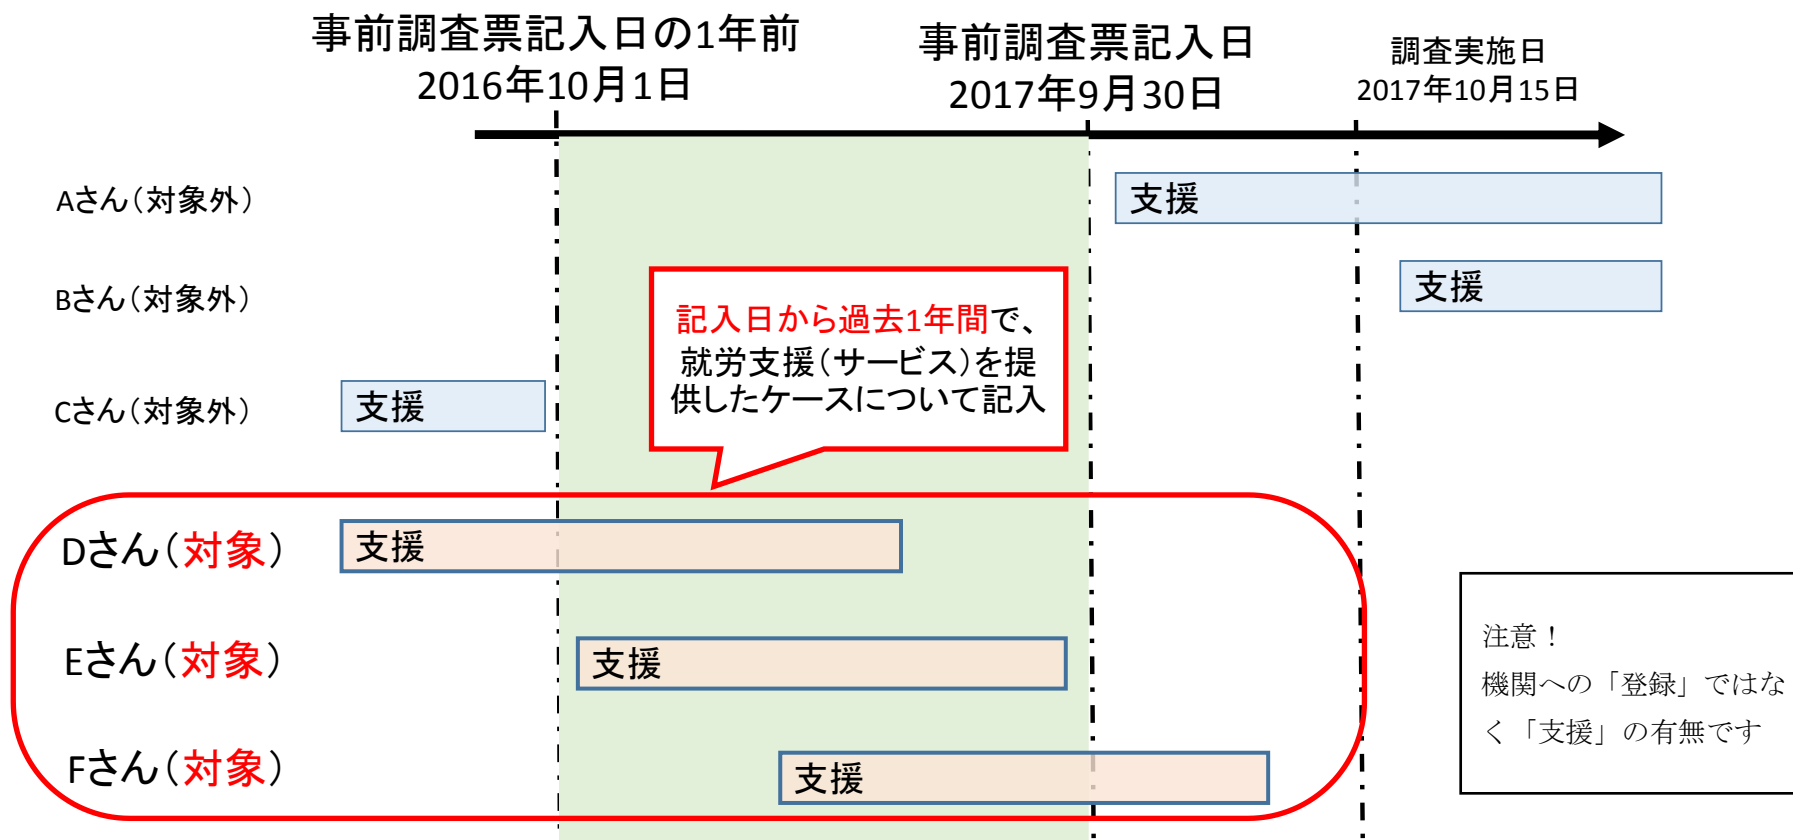 事前調査票記入日の1年前
2016年10月1日
事前調査票記入日
2017年9月30日
調査実施日
2017年10月15日
Aさん（対象外）
支援
Bさん（対象外）
支援
記入日から過去1年間で、
就労支援（サービス）を提
供したケースについて記入
Cさん（対象外）
支援
Dさん（対象）
支援
Eさん（対象）
支援
Fさん（対象）
支援
注意！
機関への「登録」ではな
く「支援」の有無です